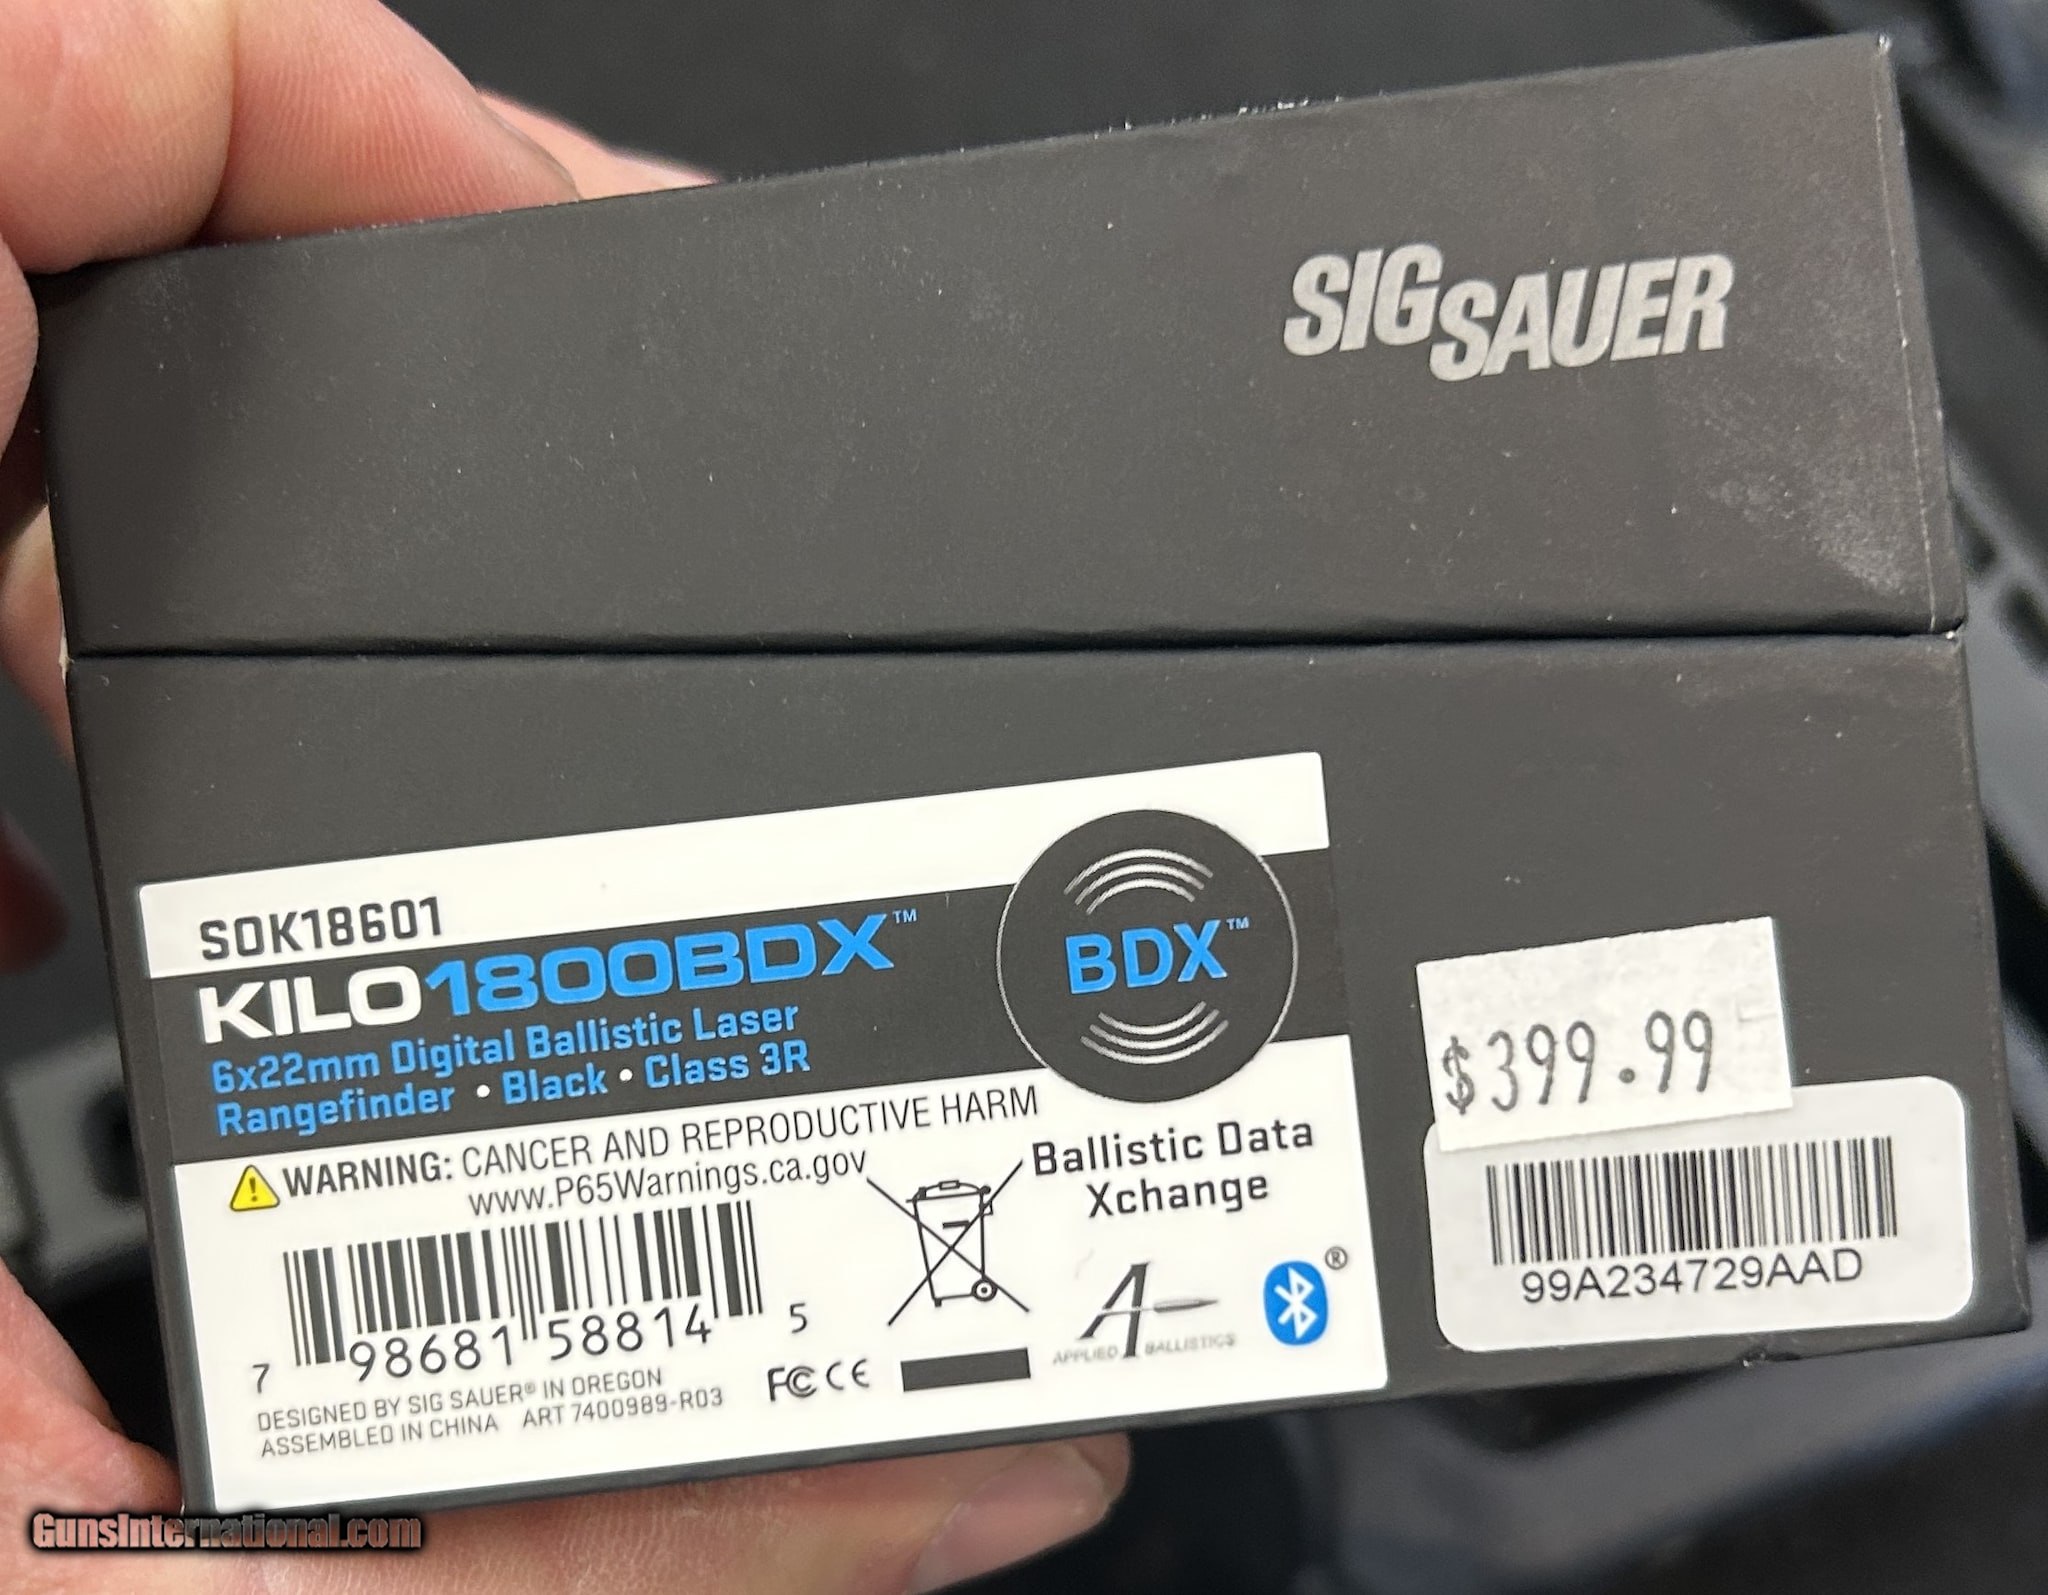 SIG SAUER
SOK18601
KILO1800BDX™
6x22mm Digital Ballistic Laser
Rangefinder • Black • Class 3R
BDX™
$399.99
WARNING: CANCER AND REPRODUCTIVE HARM
www.P65Warnings.ca.gov
Ballistic Data
Xchange
99A234729AAD
7 98681 58814 5
DESIGNED BY SIG SAUER® IN OREGON
ASSEMBLED IN CHINA ART 7400989-R03
FC CE
A
APPLIED BALLISTICS
®
GunsInternational.com